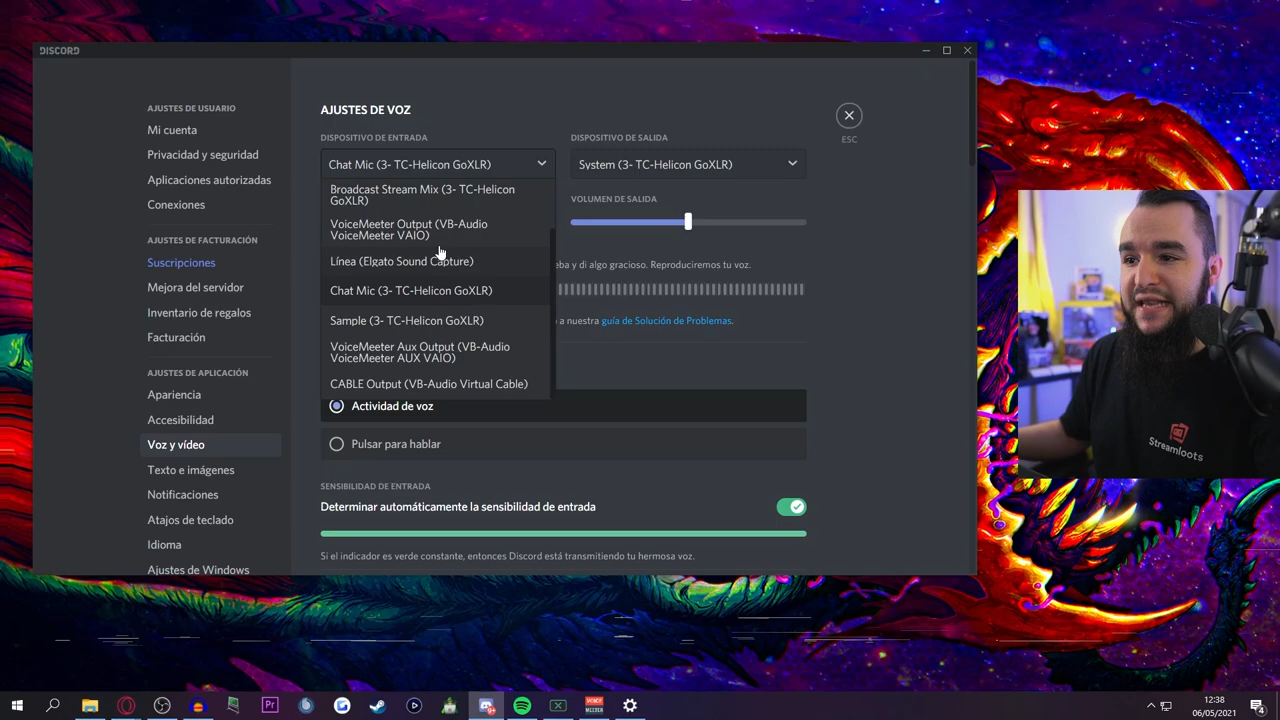 DISCORD
AJUSTES DE USUARIO
Mi cuenta
Privacidad y seguridad
Aplicaciones autorizadas
Conexiones
AJUSTES DE FACTURACIÓN
Suscripciones
Mejora del servidor
Inventario de regalos
Facturación
AJUSTES DE APLICACIÓN
Apariencia
Accesibilidad
Voz y vídeo
Texto e imágenes
Notificaciones
Atajos de teclado
Idioma
Ajustes de Windows
AJUSTES DE VOZ
DISPOSITIVO DE ENTRADA
Chat Mic (3- TC-Helicon GoXLR)
Broadcast Stream Mix (3- TC-Helicon
GoXLR)
VoiceMeeter Output (VB-Audio
VoiceMeeter VAIO)
Línea (Elgato Sound Capture)
Chat Mic (3- TC-Helicon GoXLR)
Sample (3- TC-Helicon GoXLR)
VoiceMeeter Aux Output (VB-Audio
VoiceMeeter AUX VAIO)
CABLE Output (VB-Audio Virtual Cable)
DISPOSITIVO DE SALIDA
System (3- TC-Helicon GoXLR)
VOLUMEN DE SALIDA
eba y di algo gracioso. Reproduciremos tu voz.
o a nuestra guía de Solución de Problemas.
Actividad de voz
Pulsar para hablar
SENSIBILIDAD DE ENTRADA
Determinar automáticamente la sensibilidad de entrada
Si el indicador es verde constante, entonces Discord está transmitiendo tu hermosa voz.
ESC
Streamloots
Pr
VOICE
MEETER
12:38
06/05/2021
4